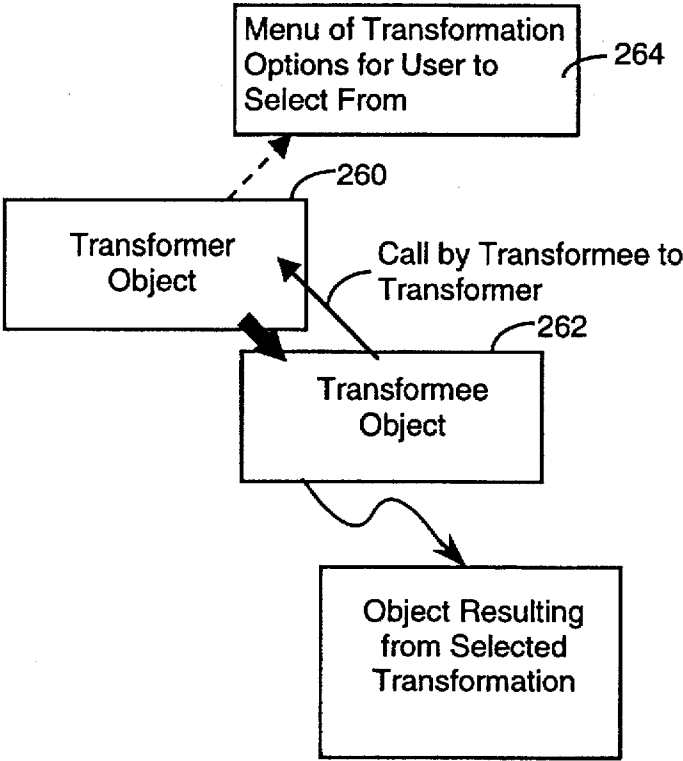 Menu of Transformation
Options for User to
Select From
264
260
Transformer
Object
Call by Transformee to
Transformer
262
Transformee
Object
Object Resulting
from Selected
Transformation